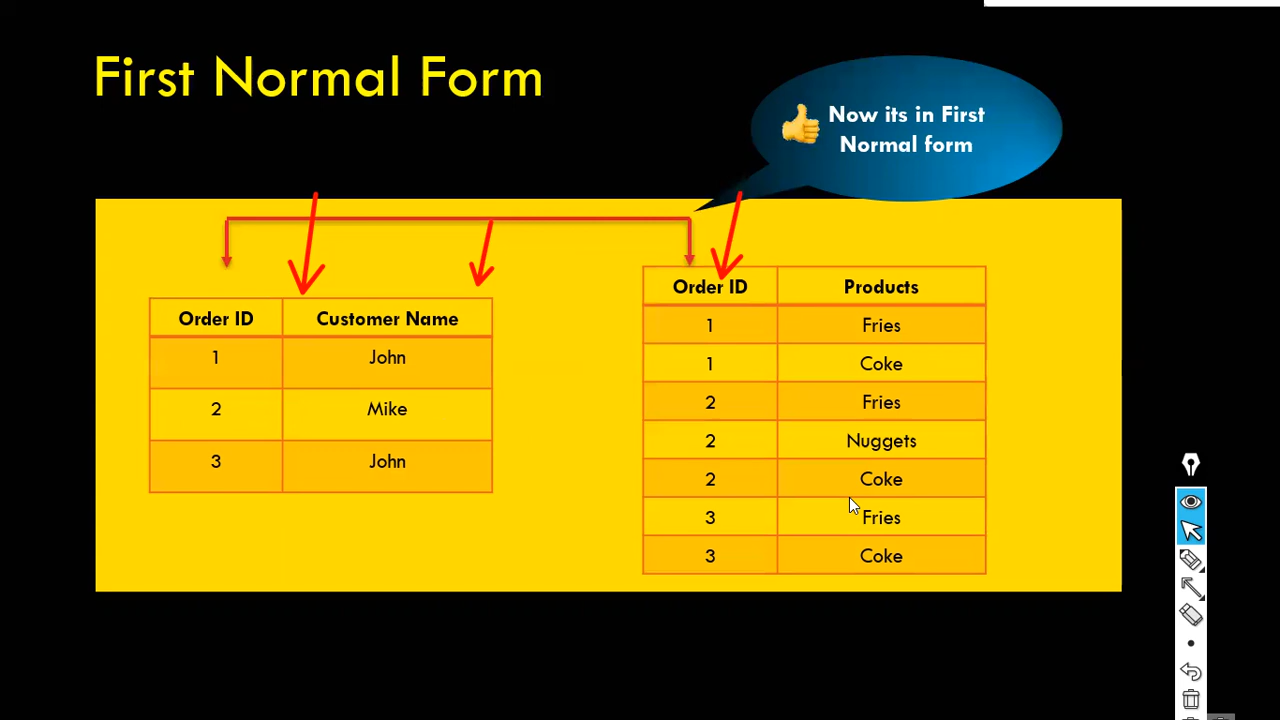 First Normal Form
Now its in First
Normal form
Order ID Customer Name
1 John
2 Mike
3 John
Order ID Products
1 Fries
1 Coke
2 Fries
2 Nuggets
2 Coke
3 Fries
3 Coke